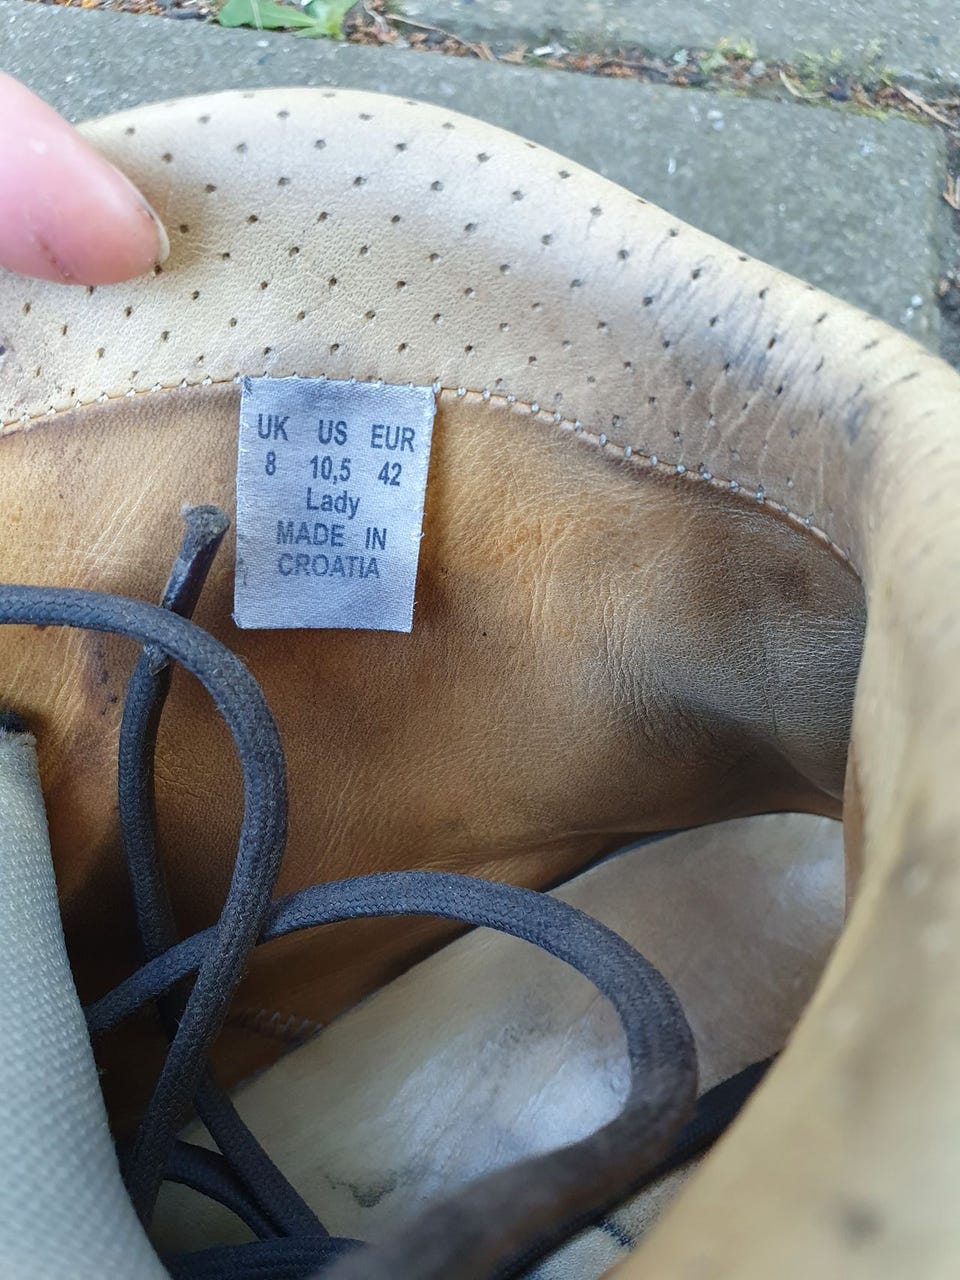 UK US EUR
8 10,5 42
Lady
MADE IN
CROATIA